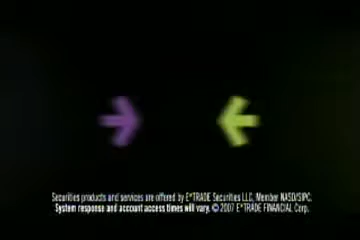 Securities products and services are offered by E*TRADE Securities LLC, Member NASD/SIPC.
System response and account access times will vary. © 2007 E*TRADE FINANCIAL Corp.